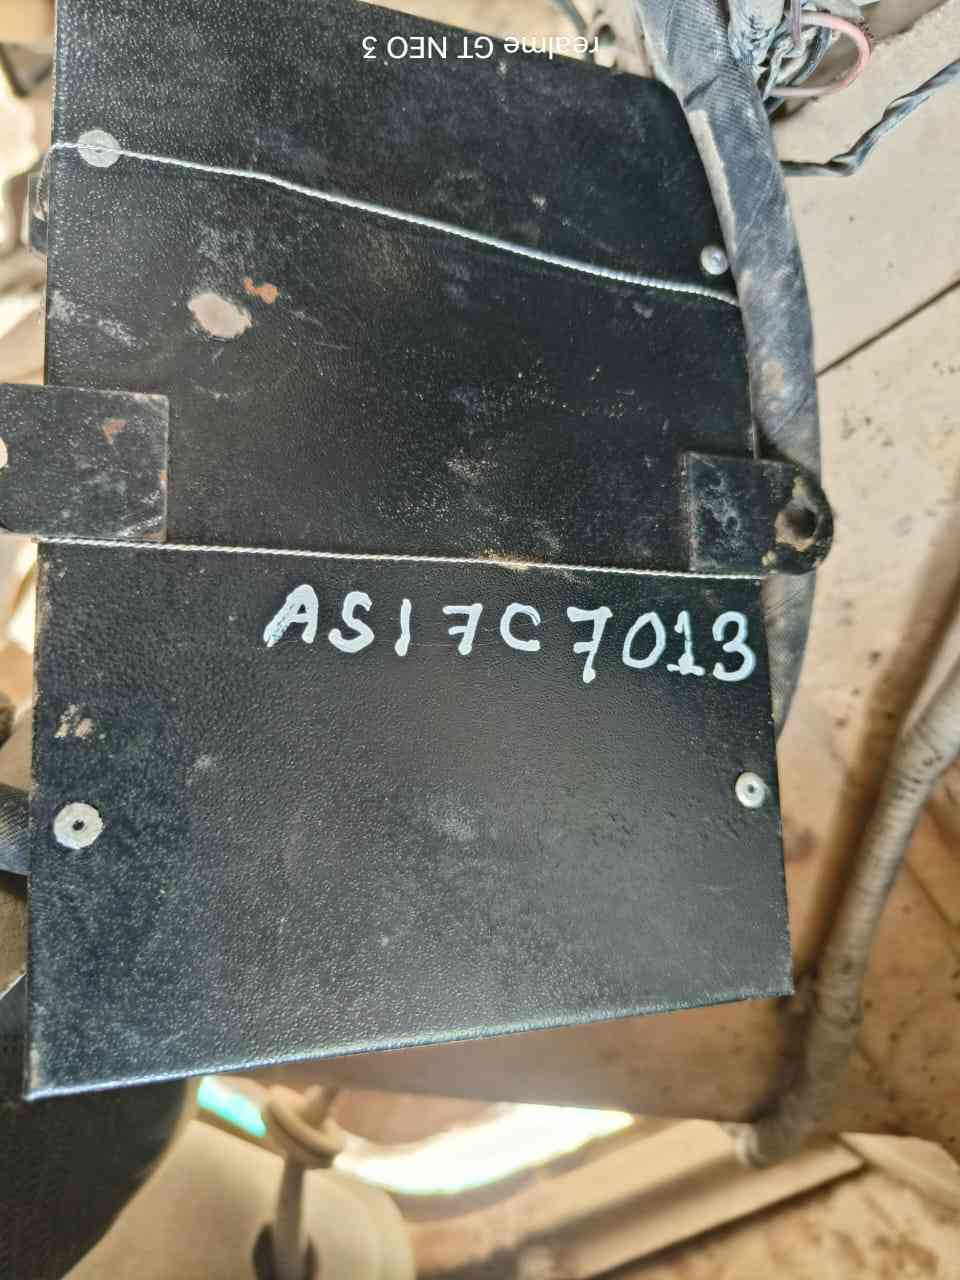 realme GT NEO 3
AS17C7013